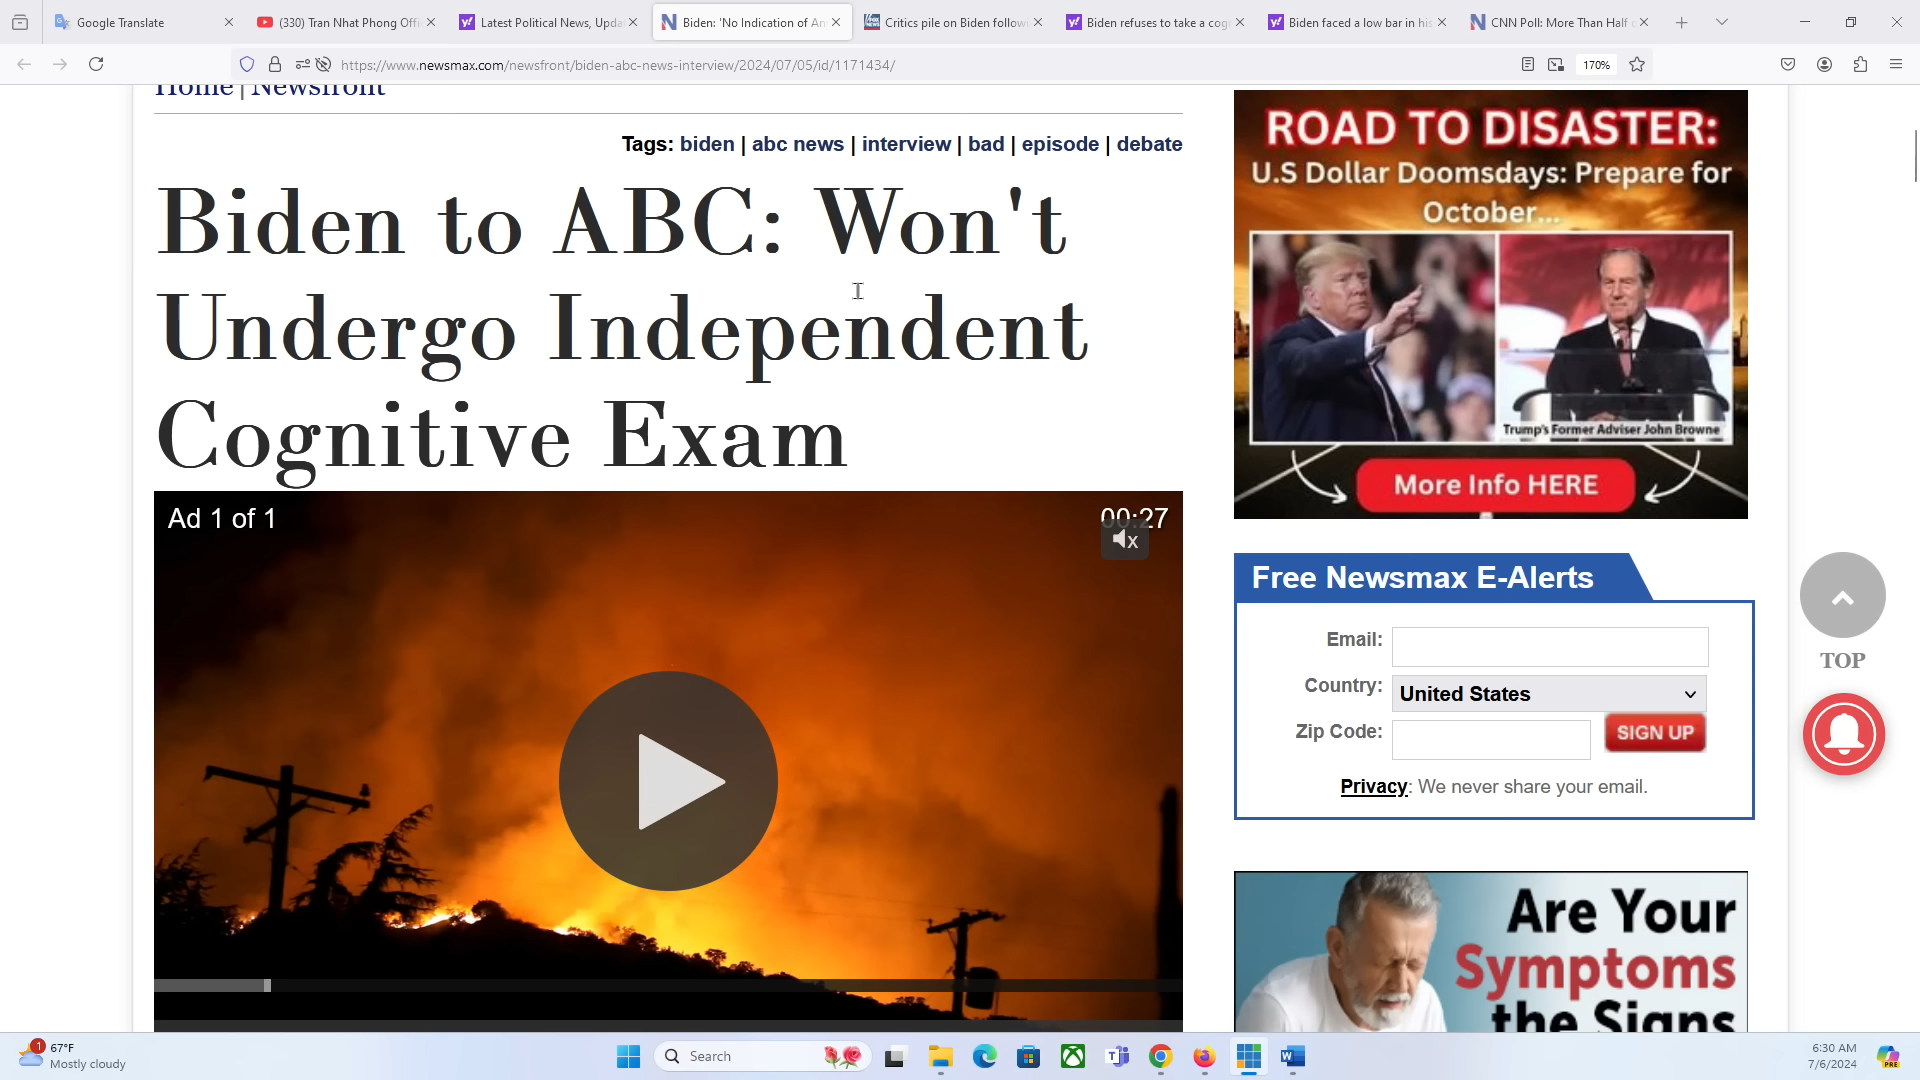 Google Translate
(330) Tran Nhat Phong Offi
Latest Political News, Upda
Biden: 'No Indication of An
Critics pile on Biden follow
Biden refuses to take a cog
Biden faced a low bar in his
CNN Poll: More Than Half o
https://www.newsmax.com/newsfront/biden-abc-news-interview/2024/07/05/id/1171434/
170%
Home | Newsfront
Tags: biden | abc news | interview | bad | episode | debate
Biden to ABC: Won't
Undergo Independent
Cognitive Exam
Ad 1 of 1
00:27
ROAD TO DISASTER:
U.S Dollar Doomsdays: Prepare for
October...
Trump's Former Adviser John Browne
More Info HERE
Free Newsmax E-Alerts
Email:
Country:
United States
Zip Code:
SIGN UP
Privacy: We never share your email.
TOP
Are Your
Symptoms
the Signs
1
67°F
Mostly cloudy
Search
6:30 AM
7/6/2024
PRE